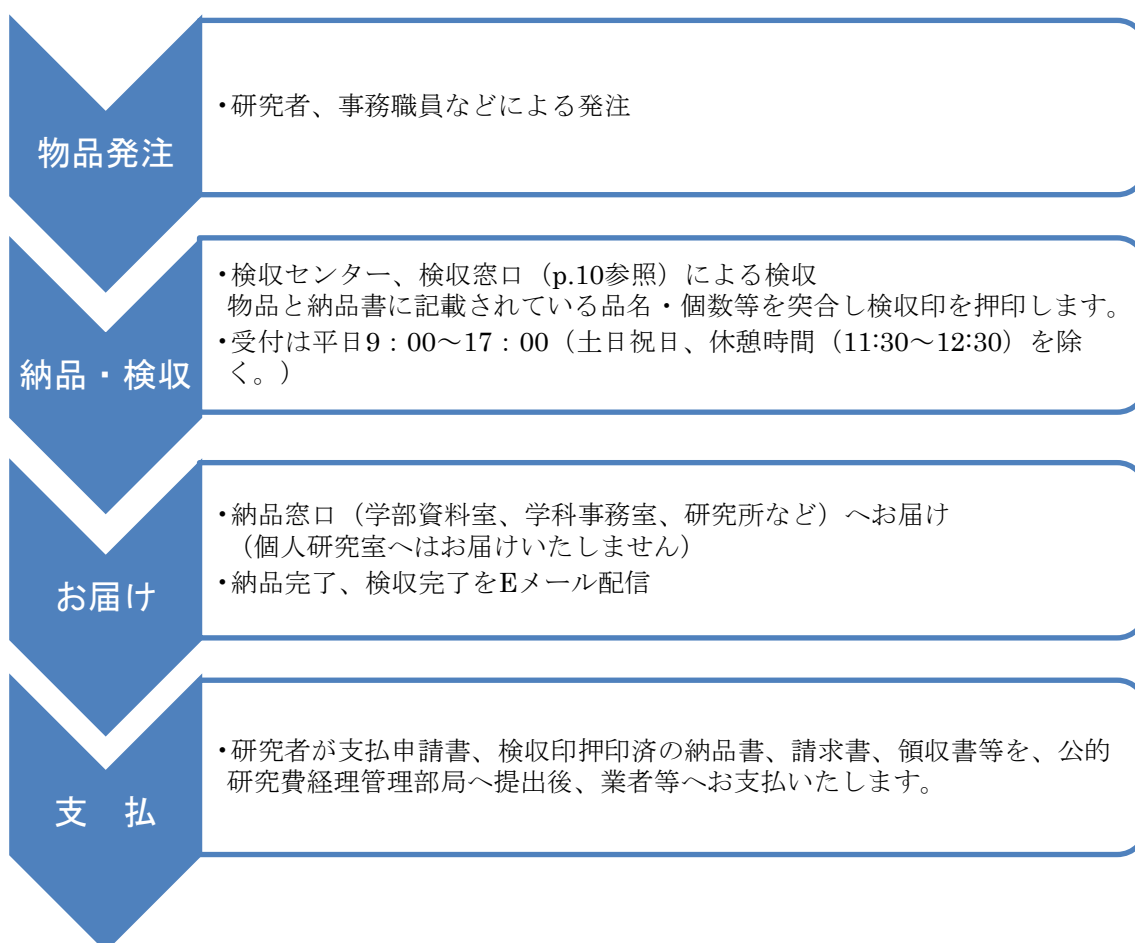 物品発注
・研究者、事務職員などによる発注
納品・検収
・検収センター、検収窓口（p.10参照）による検収
物品と納品書に記載されている品名・個数等を突合し検収印を押印します。
・受付は平日9：00～17：00（土日祝日、休憩時間（11:30～12:30）を除
く。）
お届け
・納品窓口（学部資料室、学科事務室、研究所など）へお届け
（個人研究室へはお届けいたしません）
・納品完了、検収完了をEメール配信
支　払
・研究者が支払申請書、検収印押印済の納品書、請求書、領収書等を、公的
研究費経理管理部局へ提出後、業者等へお支払いたします。